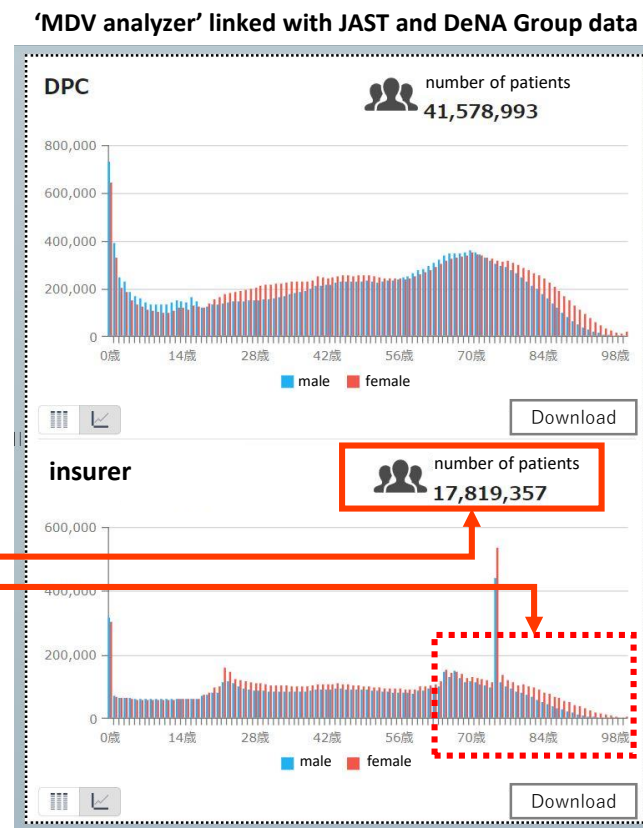 ‘MDV analyzer’ linked with JAST and DeNA Group data
DPC
number of patients
41,578,993
800,000
600,000
400,000
200,000
0
0歳 14歳 28歳 42歳 56歳 70歳 84歳 98歳
male female
Download
insurer
number of patients
17,819,357
600,000
400,000
200,000
0
0歳 14歳 28歳 42歳 56歳 70歳 84歳 98歳
male female
Download